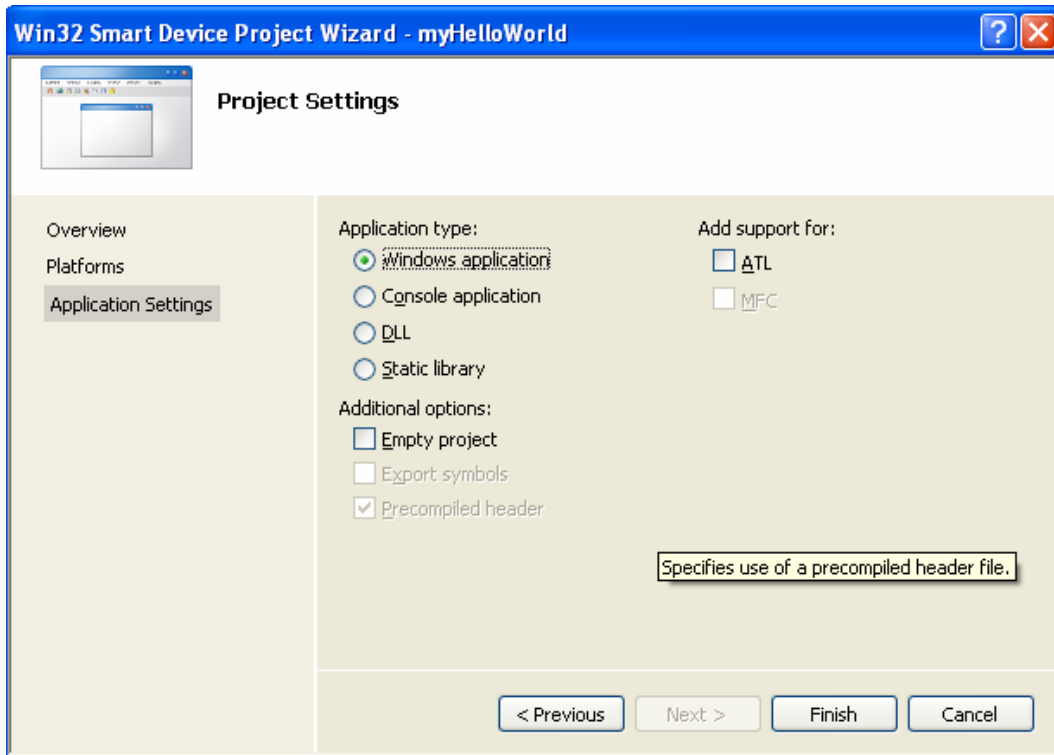 Win32 Smart Device Project Wizard - myHelloWorld
Project Settings
Overview
Platforms
Application Settings
Application type:
Windows application
Console application
DLL
Static library
Additional options:
Empty project
Export symbols
Precompiled header
Add support for:
ATL
MFC
Specifies use of a precompiled header file.
< Previous
Next >
Finish
Cancel